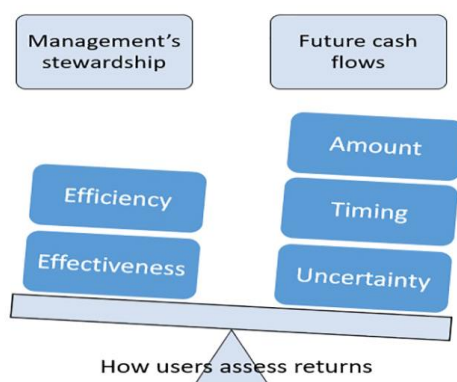 Management's
stewardship
Future cash
flows
Efficiency
Effectiveness
Amount
Timing
Uncertainty
How users assess returns